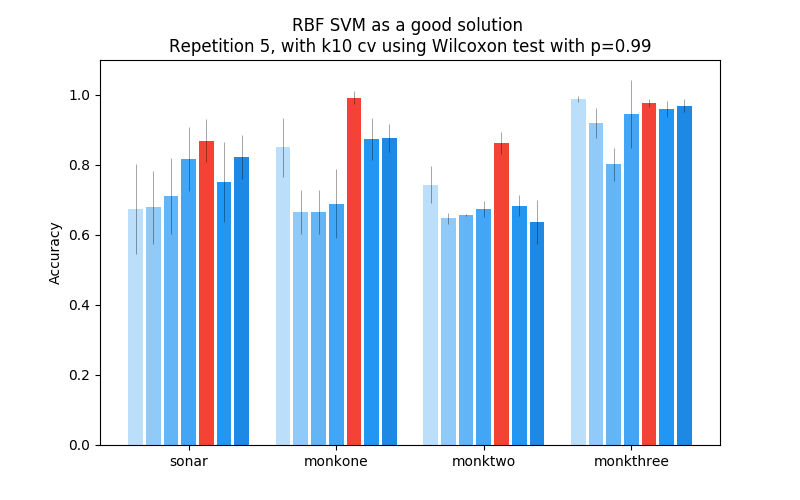 RBF SVM as a good solution
Repetition 5, with k10 cv using Wilcoxon test with p=0.99
1.0
0.8
0.6
0.4
0.2
0.0
Accuracy
sonar
monkone
monktwo
monkthree